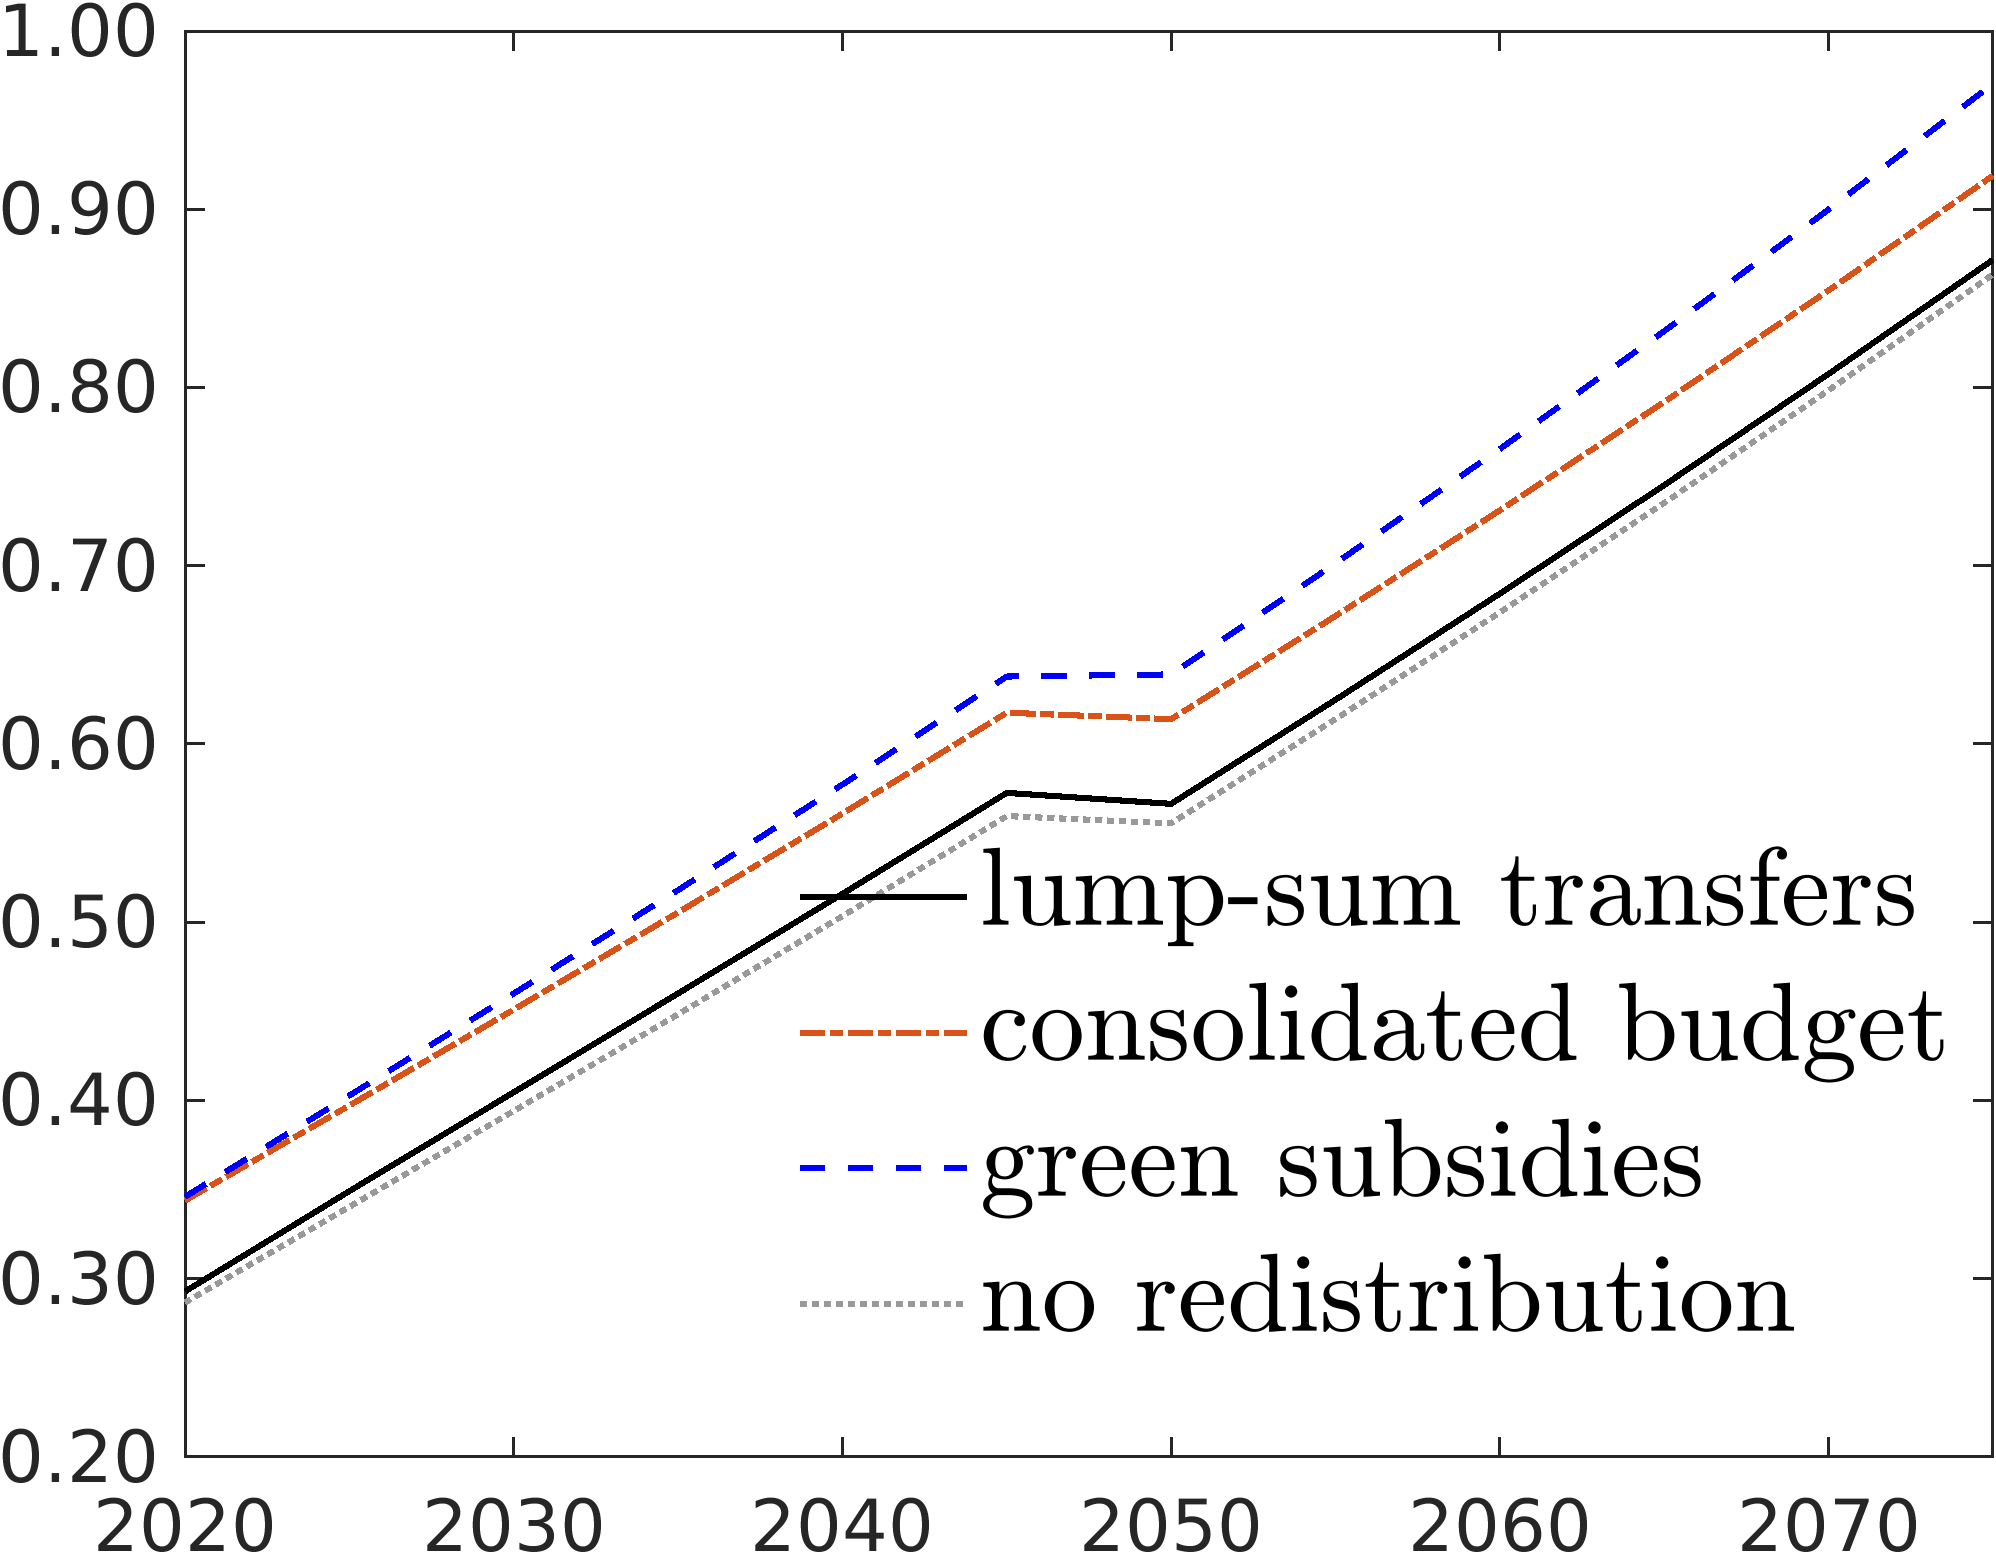 1.00
0.90
0.80
0.70
0.60
0.50
0.40
0.30
0.20
2020 2030 2040 2050 2060 2070
lump-sum transfers
consolidated budget
green subsidies
no redistribution